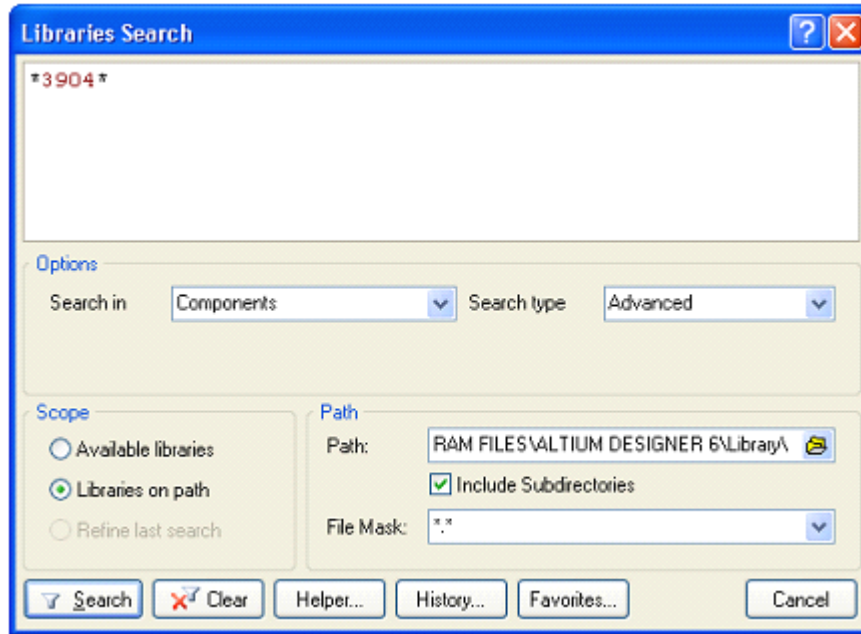 Libraries Search
*3904*
Options
Search in Components Search type Advanced
Scope
Available libraries
Libraries on path
Refine last search
Path
Path: RAM FILES\ALTIUM DESIGNER 6\Library\
Include Subdirectories
File Mask: *.*
Search Clear Helper... History... Favorites... Cancel